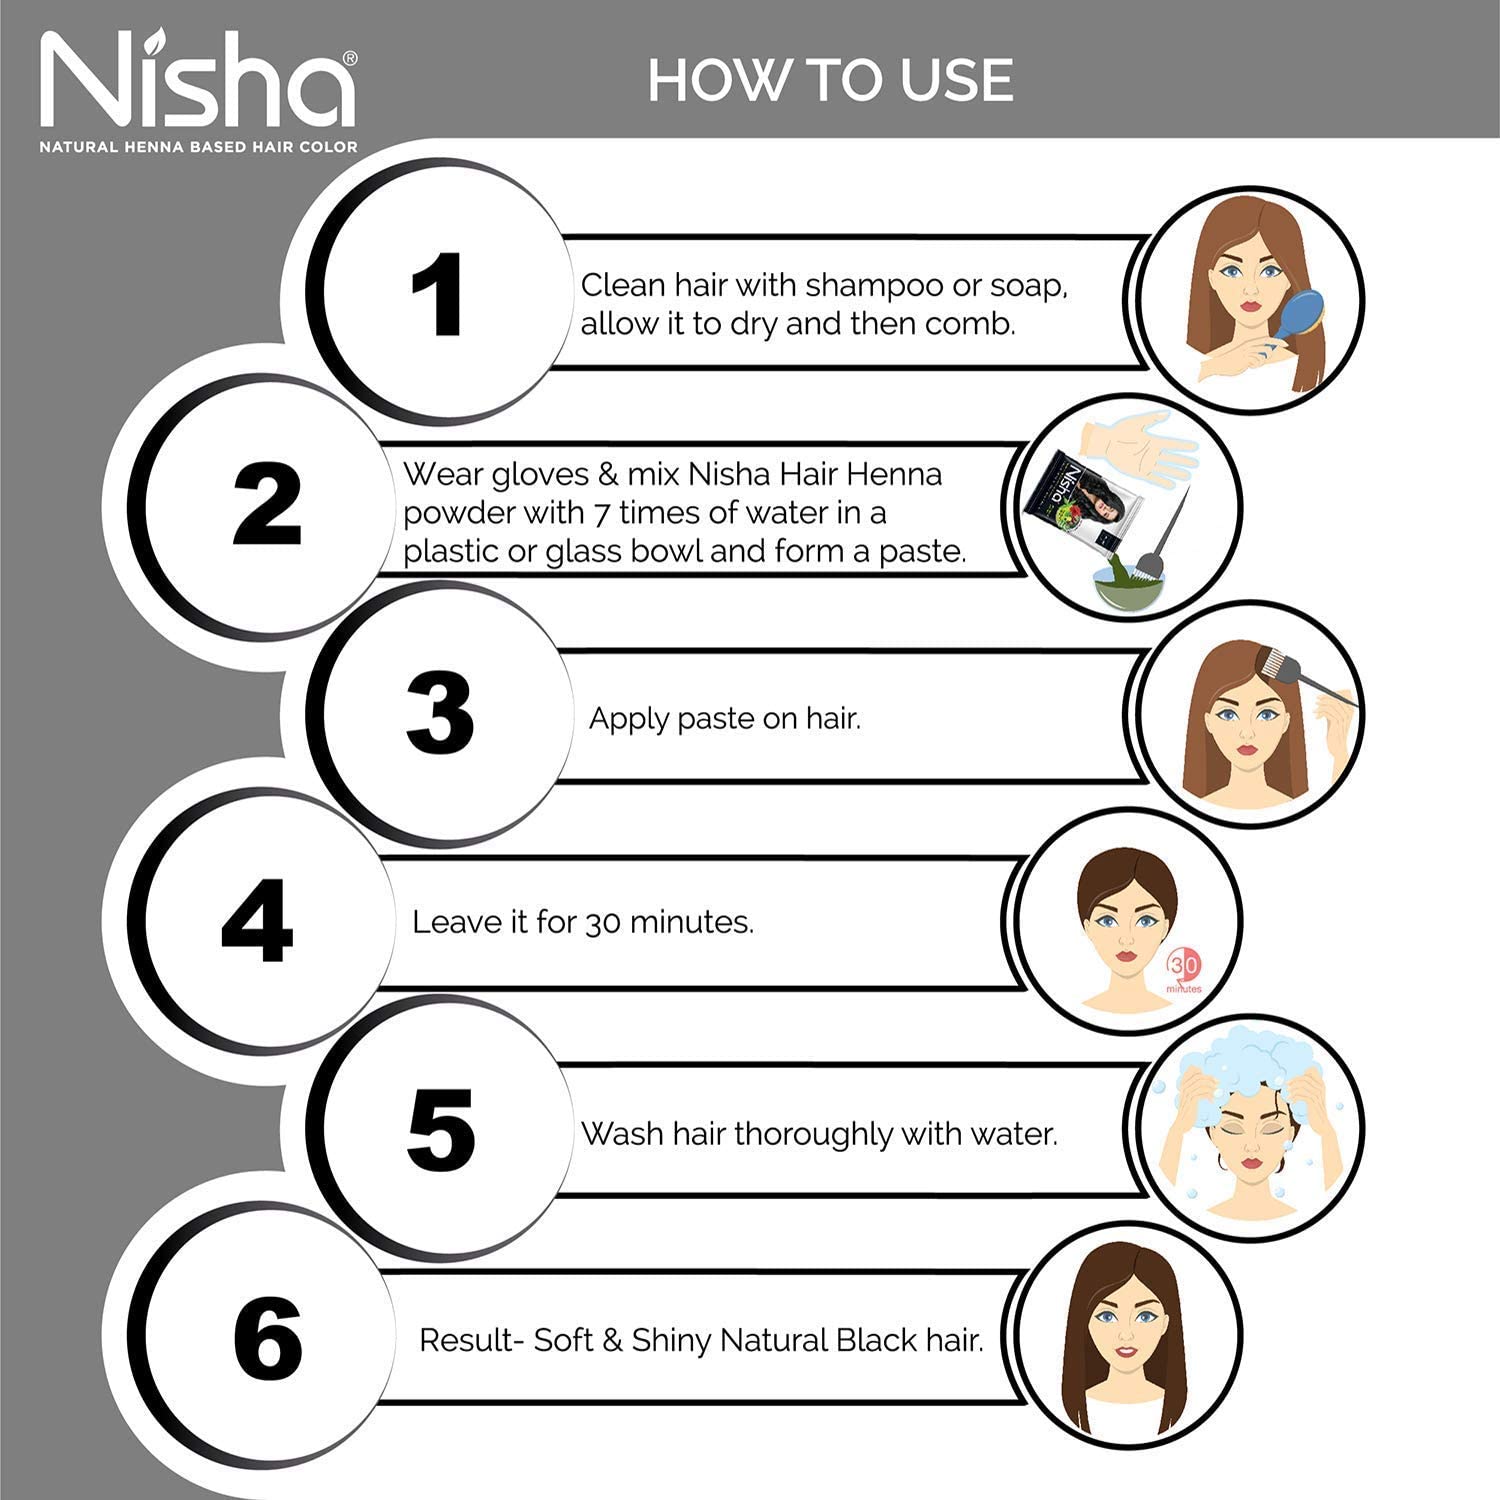 Nisha®
NATURAL HENNA BASED HAIR COLOR
HOW TO USE
1
Clean hair with shampoo or soap,
allow it to dry and then comb.
2
Wear gloves & mix Nisha Hair Henna
powder with 7 times of water in a
plastic or glass bowl and form a paste.
Nisha
3
Apply paste on hair.
4
Leave it for 30 minutes.
30
minutes
5
Wash hair thoroughly with water.
6
Result- Soft & Shiny Natural Black hair.